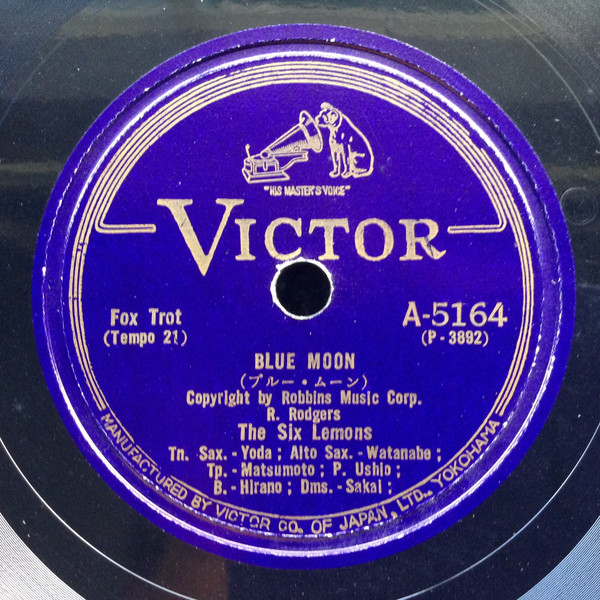 "HIS MASTER'S VOICE"
VICTOR
Fox Trot
(Tempo 21)
A-5164
(P-3892)
BLUE MOON
(ブルー・ムーン)
Copyright by Robbins Music Corp.
R. Rodgers
The Six Lemons
Tn. Sax.-Yoda; Alto Sax.-Watanabe;
Tp.-Matsumoto; P. Ushio;
B.-Hirano; Dms.-Sakai;
MANUFACTURED BY VICTOR CO. OF JAPAN, LTD., YOKOHAMA